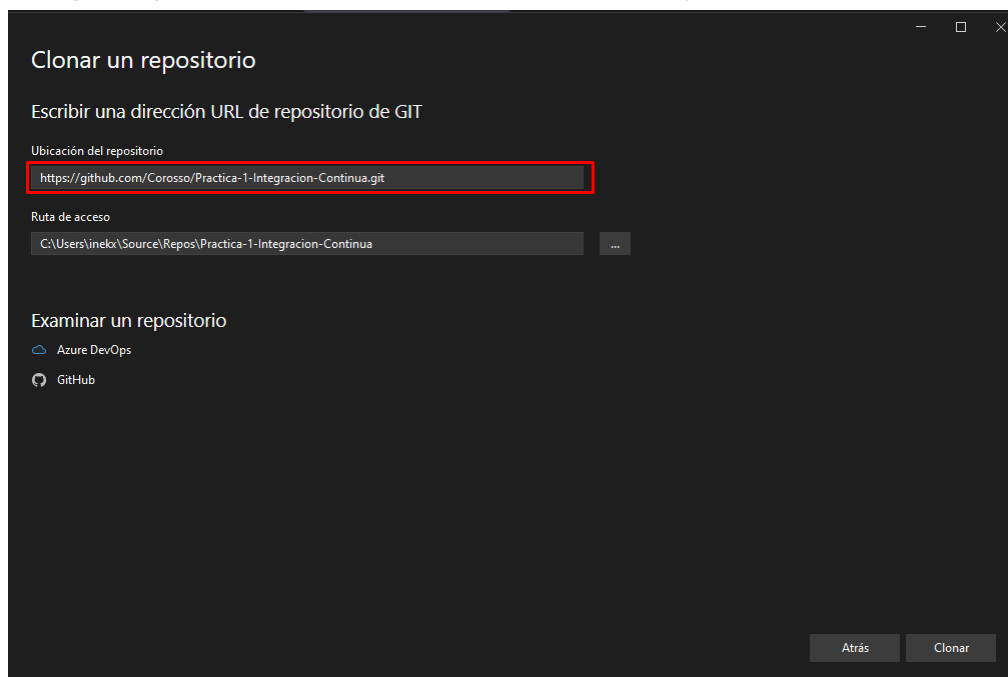 Clonar un repositorio
Escribir una dirección URL de repositorio de GIT
Ubicación del repositorio
https://github.com/Corosso/Practica-1-Integracion-Continua.git
Ruta de acceso
C:\Users\inekx\Source\Repos\Practica-1-Integracion-Continua
...
Examinar un repositorio
Azure DevOps
GitHub
Atrás Clonar